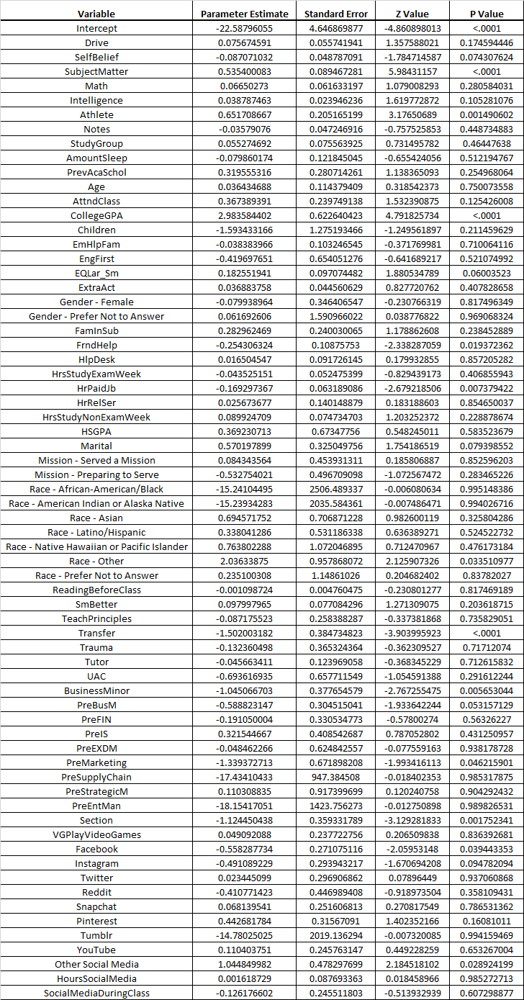 Variable Parameter Estimate Standard Error Z Value P Value
Intercept -22.58796055 4.646869877 -4.860898013 <.0001
Drive 0.075674591 0.055741941 1.357588021 0.174594446
SelfBelief -0.087071032 0.048787091 -1.784714587 0.074307624
SubjectMatter 0.535400083 0.089467281 5.98431157 <.0001
Math 0.06650273 0.061633197 1.079008293 0.280584031
Intelligence 0.038787463 0.023946236 1.619772872 0.105281076
Athlete 0.651708667 0.205165199 3.17650689 0.001490602
Notes -0.03579076 0.047246916 -0.757525853 0.448734883
StudyGroup 0.055274692 0.075563925 0.731495782 0.46447638
AmountSleep -0.079860174 0.121845045 -0.655424056 0.512194767
PrevAcaSchol 0.319555316 0.280714261 1.138365093 0.254968064
Age 0.036434688 0.114379409 0.318542373 0.750073558
AttndClass 0.367389391 0.239749138 1.532390875 0.125426008
CollegeGPA 2.983584402 0.622640423 4.791825734 <.0001
Children -1.593433166 1.275193466 -1.249561897 0.211459629
EmHlpFam -0.038383966 0.103246545 -0.371769981 0.710064116
EngFirst -0.419697651 0.654051276 -0.641689217 0.521074992
EQLar_Sm 0.182551941 0.097074482 1.880534789 0.06003523
ExtraAct 0.036883758 0.044560629 0.827720762 0.407828658
Gender - Female -0.079938964 0.346406547 -0.230766319 0.817496349
Gender - Prefer Not to Answer 0.061692606 1.590966022 0.038776822 0.969068324
FamInSub 0.282962469 0.240030065 1.178862608 0.238452889
FrndHelp -0.254306324 0.10875753 -2.338287059 0.019372362
HlpDesk 0.016504547 0.091726145 0.179932855 0.857205282
HrsStudyExamWeek -0.043525151 0.052475399 -0.829439173 0.406855943
HrPaidJb -0.169297367 0.063189086 -2.679218506 0.007379422
HrRelSer 0.025673677 0.140148879 0.183188603 0.854650037
HrsStudyNonExamWeek 0.089924709 0.074734703 1.203252372 0.228878674
HSGPA 0.369230713 0.67347756 0.548245011 0.583523679
Marital 0.570197899 0.325049756 1.754186519 0.079398552
Mission - Served a Mission 0.084343564 0.453931311 0.185806887 0.852596203
Mission - Preparing to Serve -0.532754021 0.496709098 -1.072567472 0.283465226
Race - African-American/Black -15.24104495 2506.489337 -0.006080634 0.995148386
Race - American Indian or Alaska Native -15.23934283 2035.584361 -0.007486471 0.994026716
Race - Asian 0.694571752 0.706871228 0.982600119 0.325804286
Race - Latino/Hispanic 0.338041286 0.531186338 0.636389271 0.524522732
Race - Native Hawaiian or Pacific Islander 0.763802288 1.072046895 0.712470967 0.476173184
Race - Other 2.03633875 0.957868072 2.125907326 0.033510977
Race - Prefer Not to Answer 0.235100308 1.14861026 0.204682402 0.83782027
ReadingBeforeClass -0.001098724 0.004760475 -0.230801277 0.817469189
SmBetter 0.097997965 0.077084296 1.271309075 0.203618715
TeachPrinciples -0.087175523 0.258388287 -0.337381868 0.735829051
Transfer -1.502003182 0.384734823 -3.903995923 <.0001
Trauma -0.132360498 0.365324364 -0.362309527 0.71712074
Tutor -0.045663411 0.123969058 -0.368345229 0.712615832
UAC -0.693616935 0.657711549 -1.054591388 0.291612244
BusinessMinor -1.045066703 0.377654579 -2.767255475 0.005653044
PreBusM -0.588823147 0.304515041 -1.933642244 0.053157129
PreFIN -0.191050004 0.330534773 -0.57800274 0.56326227
PreIS 0.321544667 0.408542687 0.787052802 0.431250957
PreEXDM -0.048462266 0.624842557 -0.077559163 0.938178728
PreMarketing -1.339372713 0.671898208 -1.993416113 0.046215901
PreSupplyChain -17.43410433 947.384508 -0.018402353 0.985317875
PreStrategicM 0.110308835 0.917399699 0.120240758 0.904292432
PreEntMan -18.15417051 1423.756273 -0.012750898 0.989826531
Section -1.124450438 0.359331789 -3.129281833 0.001752341
VGPlayVideoGames 0.049092088 0.237722756 0.206509838 0.836392681
Facebook -0.558287734 0.271075116 -2.05953148 0.039443353
Instagram -0.491089229 0.293943217 -1.670694208 0.094782094
Twitter 0.023445099 0.296906862 0.07896449 0.937060868
Reddit -0.410771423 0.446989408 -0.918973504 0.358109431
Snapchat 0.068139541 0.251606813 0.270817549 0.786531362
Pinterest 0.442681784 0.31567091 1.402352166 0.16081011
Tumblr -14.78025025 2019.136294 -0.007320085 0.994159469
YouTube 0.110403751 0.245763147 0.449228259 0.653267004
Other Social Media 1.044849982 0.478297699 2.184518102 0.028924199
HoursSocialMedia 0.001618729 0.087693363 0.018458966 0.985272713
SocialMediaDuringClass -0.126176602 0.245511803 -0.513932939 0.607298877